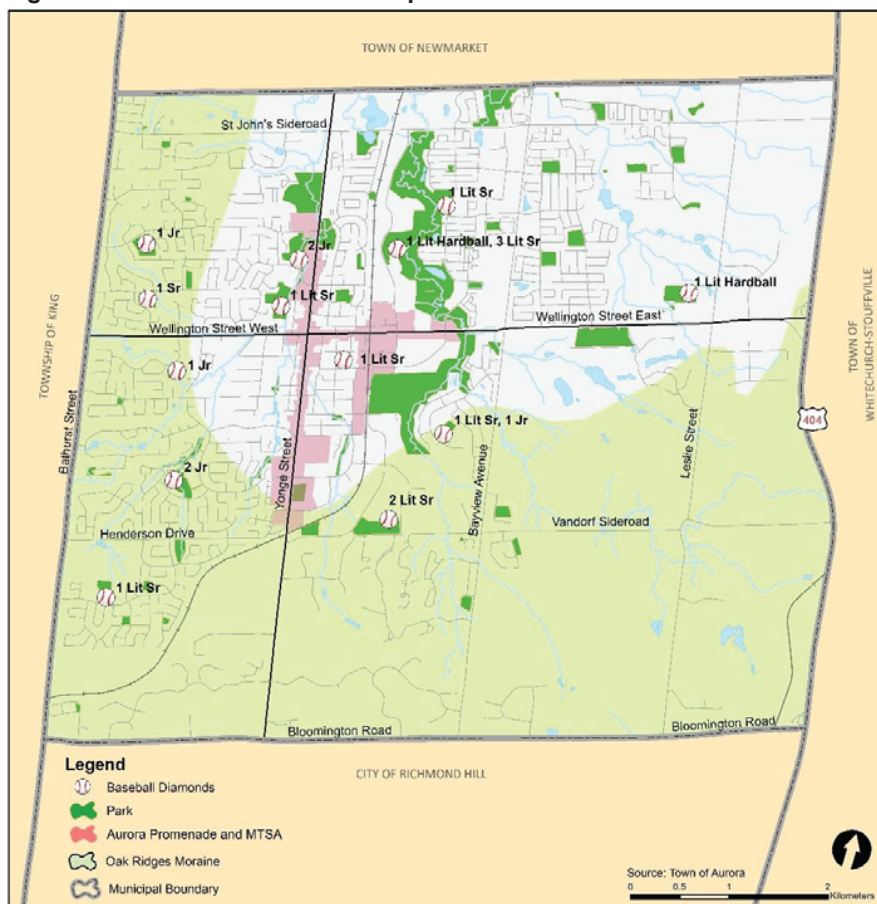 TOWN OF NEWMARKET
St John's Sideroad
1 Lit Sr
1 Jr
2 Jr
1 Lit Hardball, 3 Lit Sr
1 Sr
1 Lit Sr
1 Lit Hardball
Wellington Street West
Wellington Street East
TOWNSHIP OF KING
TOWN OF
WHITECHURCH-STOUFFVILLE
1 Jr
1 Lit Sr
Bathurst Street
404
1 Lit Sr, 1 Jr
Leslie Street
2 Jr
Yonge Street
Bayview Avenue
2 Lit Sr
Vandorf Sideroad
Henderson Drive
1 Lit Sr
Bloomington Road
Bloomington Road
CITY OF RICHMOND HILL
Legend
Baseball Diamonds
Park
Aurora Promenade and MTSA
Oak Ridges Moraine
Municipal Boundary
Source: Town of Aurora
0 0.5 1 2
Kilometers